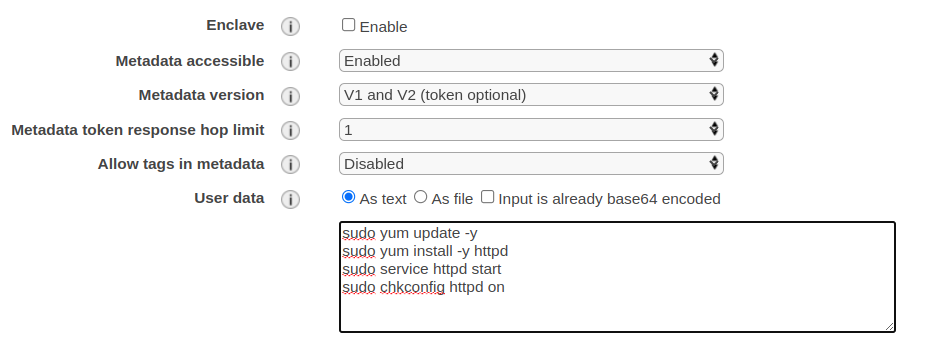 Enclave i Enable
Metadata accessible i Enabled
Metadata version i V1 and V2 (token optional)
Metadata token response hop limit i 1
Allow tags in metadata i Disabled
User data i As text As file Input is already base64 encoded
sudo yum update -y
sudo yum install -y httpd
sudo service httpd start
sudo chkconfig httpd on